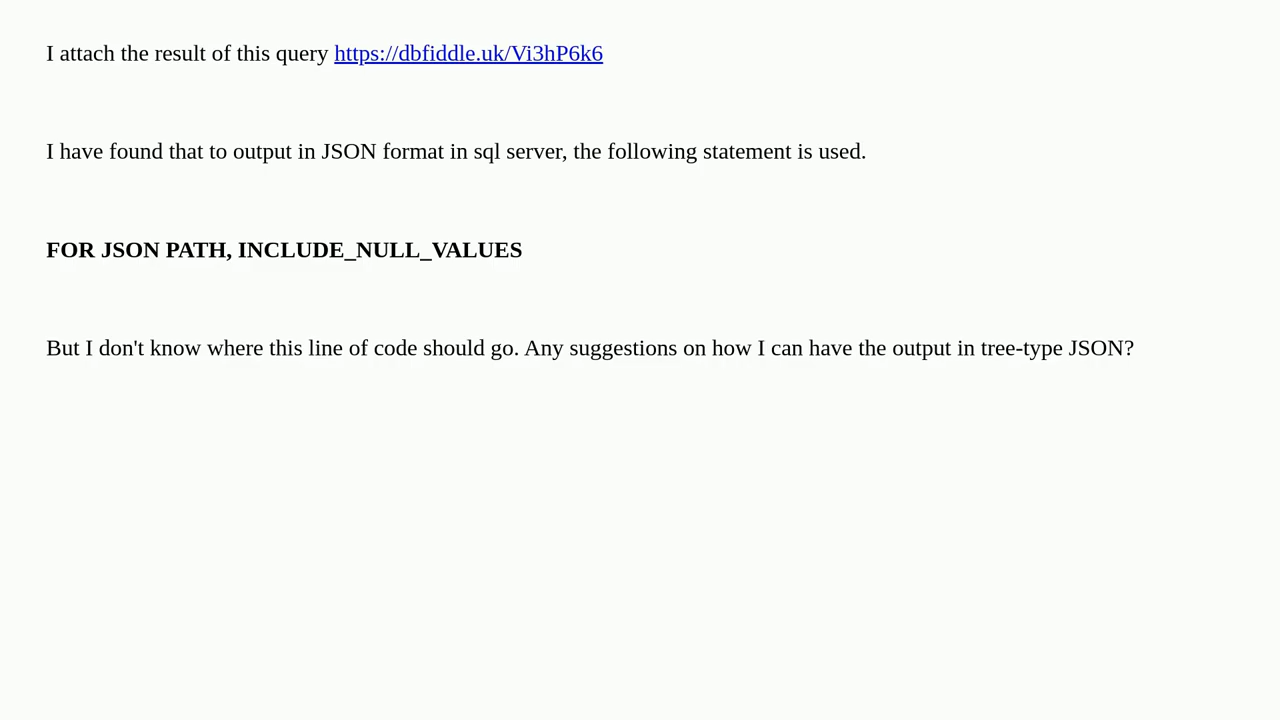 I attach the result of this query https://dbfiddle.uk/Vi3hP6k6
I have found that to output in JSON format in sql server, the following statement is used.
FOR JSON PATH, INCLUDE_NULL_VALUES
But I don't know where this line of code should go. Any suggestions on how I can have the output in tree-type JSON?